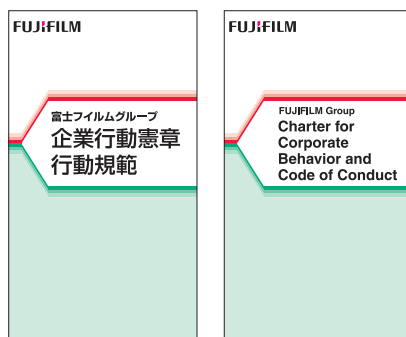 FUJIFILM
富士フイルムグループ
企業行動憲章
行動規範
FUJIFILM
FUJIFILM Group
Charter for
Corporate
Behavior and
Code of Conduct